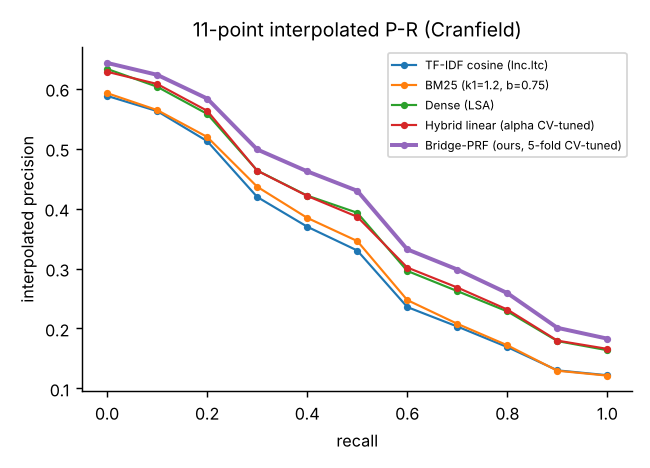 11-point interpolated P-R (Cranfield)
TF-IDF cosine (lnc.ltc)
BM25 (k1=1.2, b=0.75)
Dense (LSA)
Hybrid linear (alpha CV-tuned)
Bridge-PRF (ours, 5-fold CV-tuned)
interpolated precision
0.6
0.5
0.4
0.3
0.2
0.1
0.0 0.2 0.4 0.6 0.8 1.0
recall